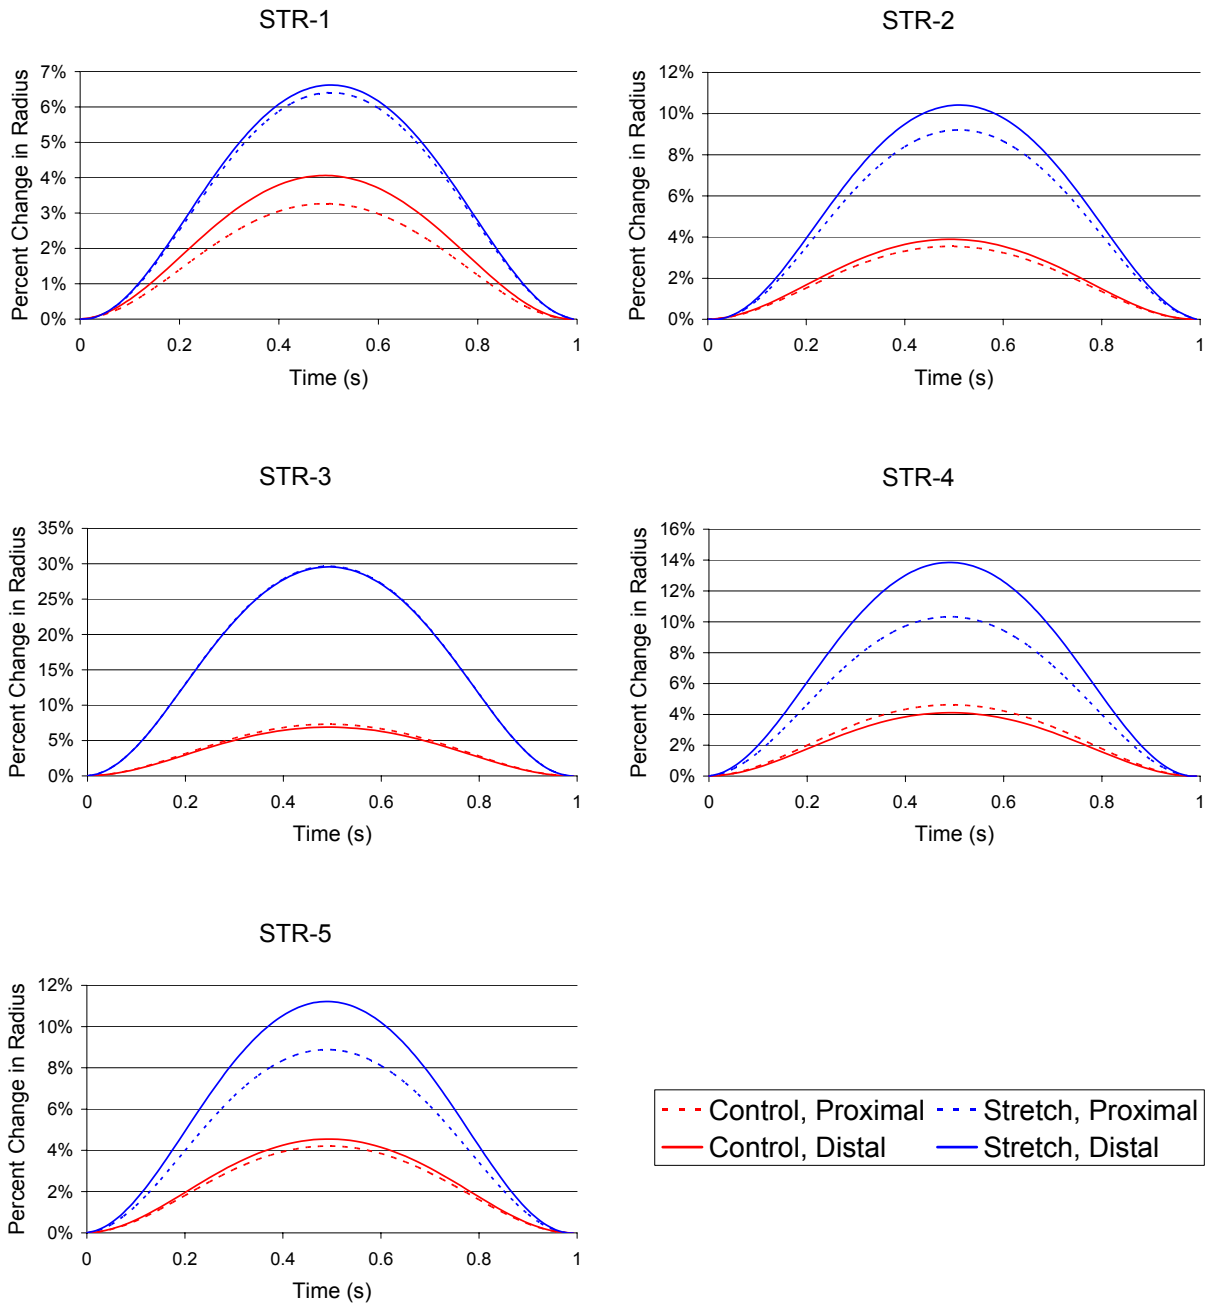 STR-1
Percent Change in Radius
7%
6%
5%
4%
3%
2%
1%
0%
0 0.2 0.4 0.6 0.8 1
Time (s)
STR-2
Percent Change in Radius
12%
10%
8%
6%
4%
2%
0%
0 0.2 0.4 0.6 0.8 1
Time (s)
STR-3
Percent Change in Radius
35%
30%
25%
20%
15%
10%
5%
0%
0 0.2 0.4 0.6 0.8 1
Time (s)
STR-4
Percent Change in Radius
16%
14%
12%
10%
8%
6%
4%
2%
0%
0 0.2 0.4 0.6 0.8 1
Time (s)
STR-5
Percent Change in Radius
12%
10%
8%
6%
4%
2%
0%
0 0.2 0.4 0.6 0.8 1
Time (s)
Control, Proximal Stretch, Proximal
Control, Distal Stretch, Distal